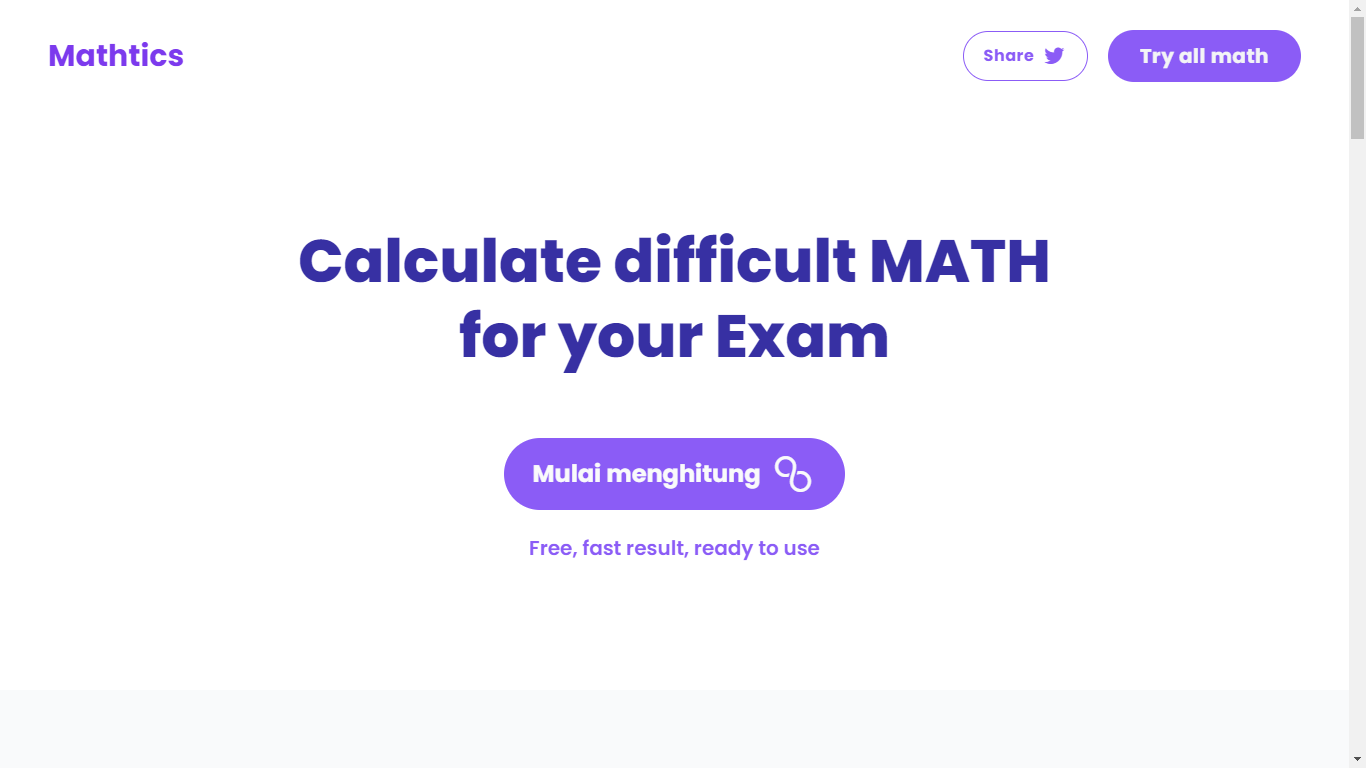 Mathtics
Share
Try all math
Calculate difficult MATH
for your Exam
Mulai menghitung
Free, fast result, ready to use